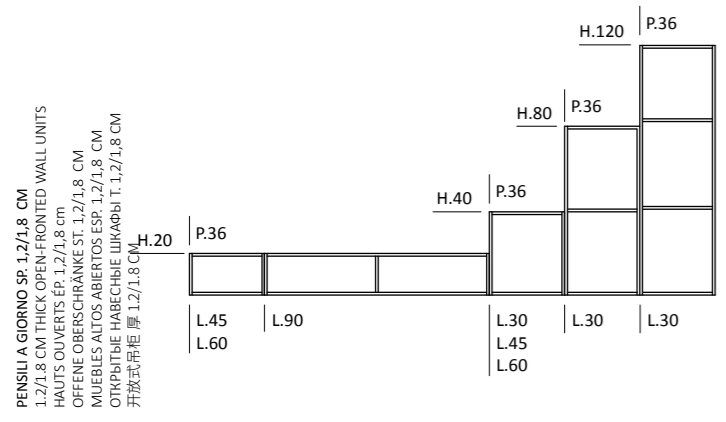 PENSILI A GIORNO SP. 1,2/1,8 CM
1.2/1.8 CM THICK OPEN-FRONTED WALL UNITS
HAUTS OUVERTS ÉP. 1,2/1,8 cm
OFFENE OBERSCHRÄNKE ST. 1,2/1,8 CM
MUEBLES ALTOS ABIERTOS ESP. 1,2/1,8 CM
ОТКРЫТЫЕ НАВЕСНЫЕ ШКАФЫ Т. 1,2/1,8 СМ
开放式吊柜 厚 1.2/1.8 CM
H.20
P.36
H.40
P.36
H.80
P.36
H.120
P.36
L.45
L.60
L.90
L.30
L.45
L.60
L.30
L.30